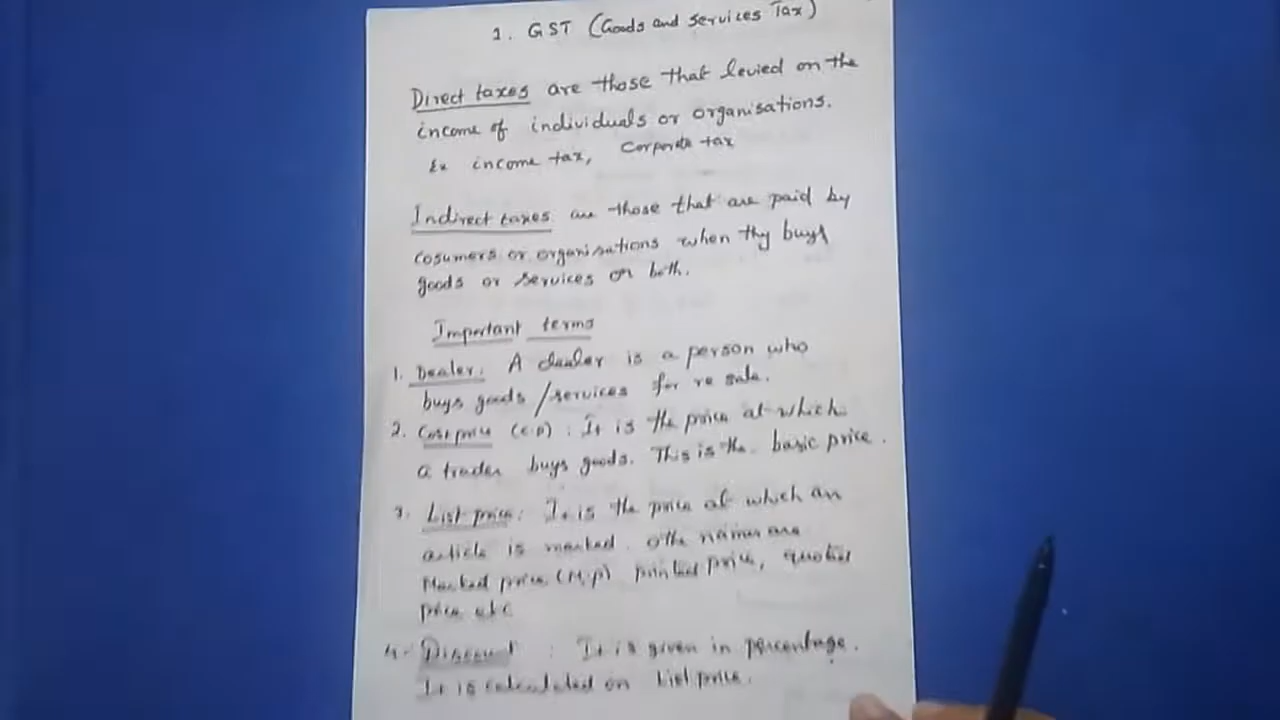 1. GST (Goods and Services Tax)
Direct taxes are those that levied on the
income of individuals or organisations.
Ex income tax, Corporate tax
Indirect taxes are those that are paid by
cosumers or organisations when thy buys
goods or services or both.
Important terms
1. Dealer: A dealer is a person who
buys goods/services for re sale.
2. Cost price (C.P) : It is the price at which
a trader buys goods. This is the basic price.
3. List price: It is the price at which an
article is marked. Othe names are
Marked price (M.P) printed price, quoted
price etc
4. Discount : It is given in percentage.
It is calculated on List price.